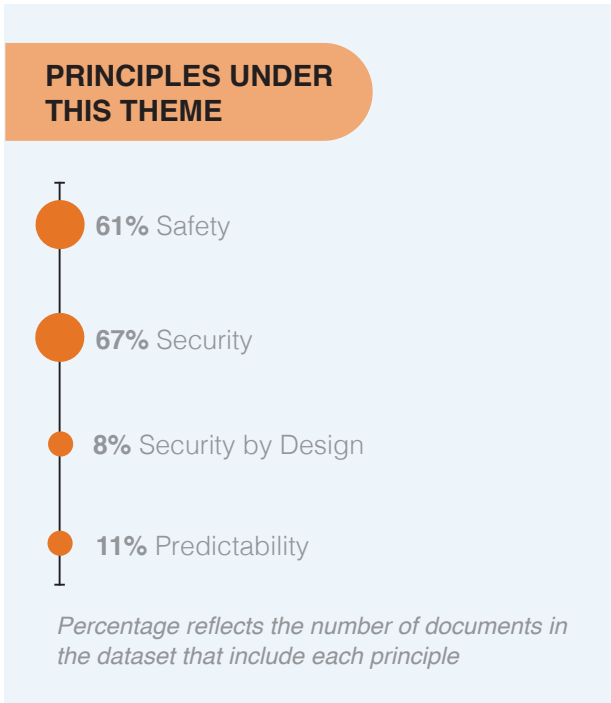 PRINCIPLES UNDER
THIS THEME
61% Safety
67% Security
8% Security by Design
11% Predictability
Percentage reflects the number of documents in
the dataset that include each principle